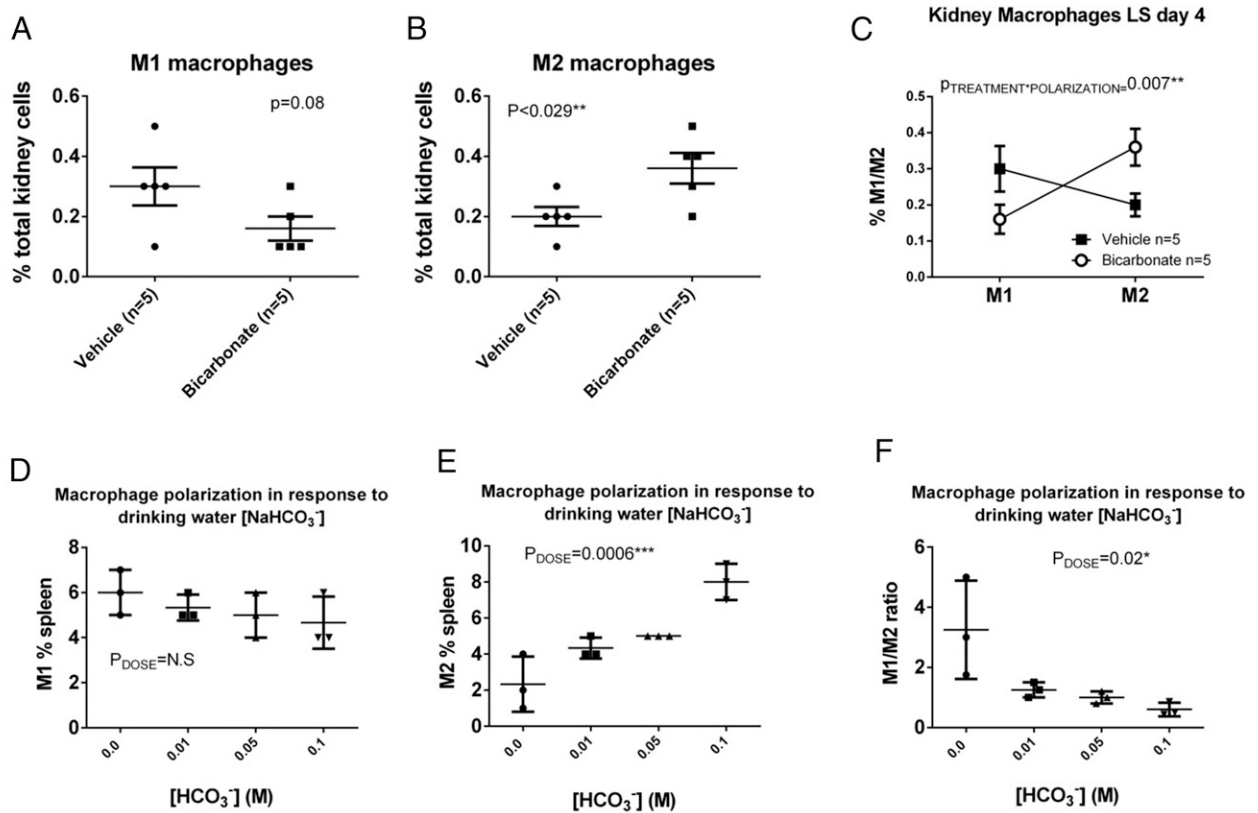 A
M1 macrophages
% total kidney cells
0.6
0.4
0.2
0.0
p=0.08
Vehicle (n=5)
Bicarbonate (n=5)
B
M2 macrophages
% total kidney cells
0.6
0.4
0.2
0.0
P<0.029**
Vehicle (n=5)
Bicarbonate (n=5)
C
Kidney Macrophages LS day 4
pTREATMENT*POLARIZATION=0.007**
% M1/M2
0.5
0.4
0.3
0.2
0.1
0.0
Vehicle n=5
Bicarbonate n=5
M1
M2
D
Macrophage polarization in response to
drinking water [NaHCO₃⁻]
M1 % spleen
8
6
4
2
0
PDOSE=N.S
0.0
0.01
0.05
0.1
[HCO₃⁻] (M)
E
Macrophage polarization in response to
drinking water [NaHCO₃⁻]
M2 % spleen
10
8
6
4
2
0
PDOSE=0.0006***
0.0
0.01
0.05
0.1
[HCO₃⁻] (M)
F
Macrophage polarization in response to
drinking water [NaHCO₃⁻]
M1/M2 ratio
6
4
2
0
PDOSE=0.02*
0.0
0.01
0.05
0.1
[HCO₃⁻] (M)